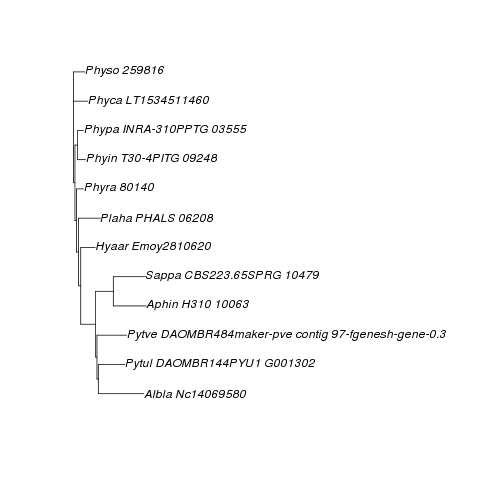 Physo 259816
Phyca LT1534511460
Phypa INRA-310PPTG 03555
Phyin T30-4PITG 09248
Phyra 80140
Plaha PHALS 06208
Hyaar Emoy2810620
Sappa CBS223.65SPRG 10479
Aphin H310 10063
Pytve DAOMBR484maker-pve contig 97-fgenesh-gene-0.3
Pytul DAOMBR144PYU1 G001302
Albla Nc14069580